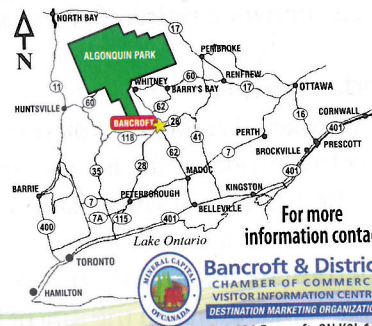 NORTH BAY
17
N
ALGONQUIN PARK
PEMBROKE
11
WHITNEY
60
RENFREW
60
BARRY'S BAY
17
OTTAWA
HUNTSVILLE
62
CORNWALL
BANCROFT
28
16
401
118
41
PERTH
PRESCOTT
7
BROCKVILLE
35
28
62
401
BARRIE
MADOC
KINGSTON
7
PETERBOROUGH
7A
115
401
BELLEVILLE
400
Lake Ontario
For more
information contac
TORONTO
HAMILTON
MINERAL CAPITAL
OF CANADA
Bancroft & Distric
CHAMBER OF COMMERC
VISITOR INFORMATION CENTR
DESTINATION MARKETING ORGANIZATIO